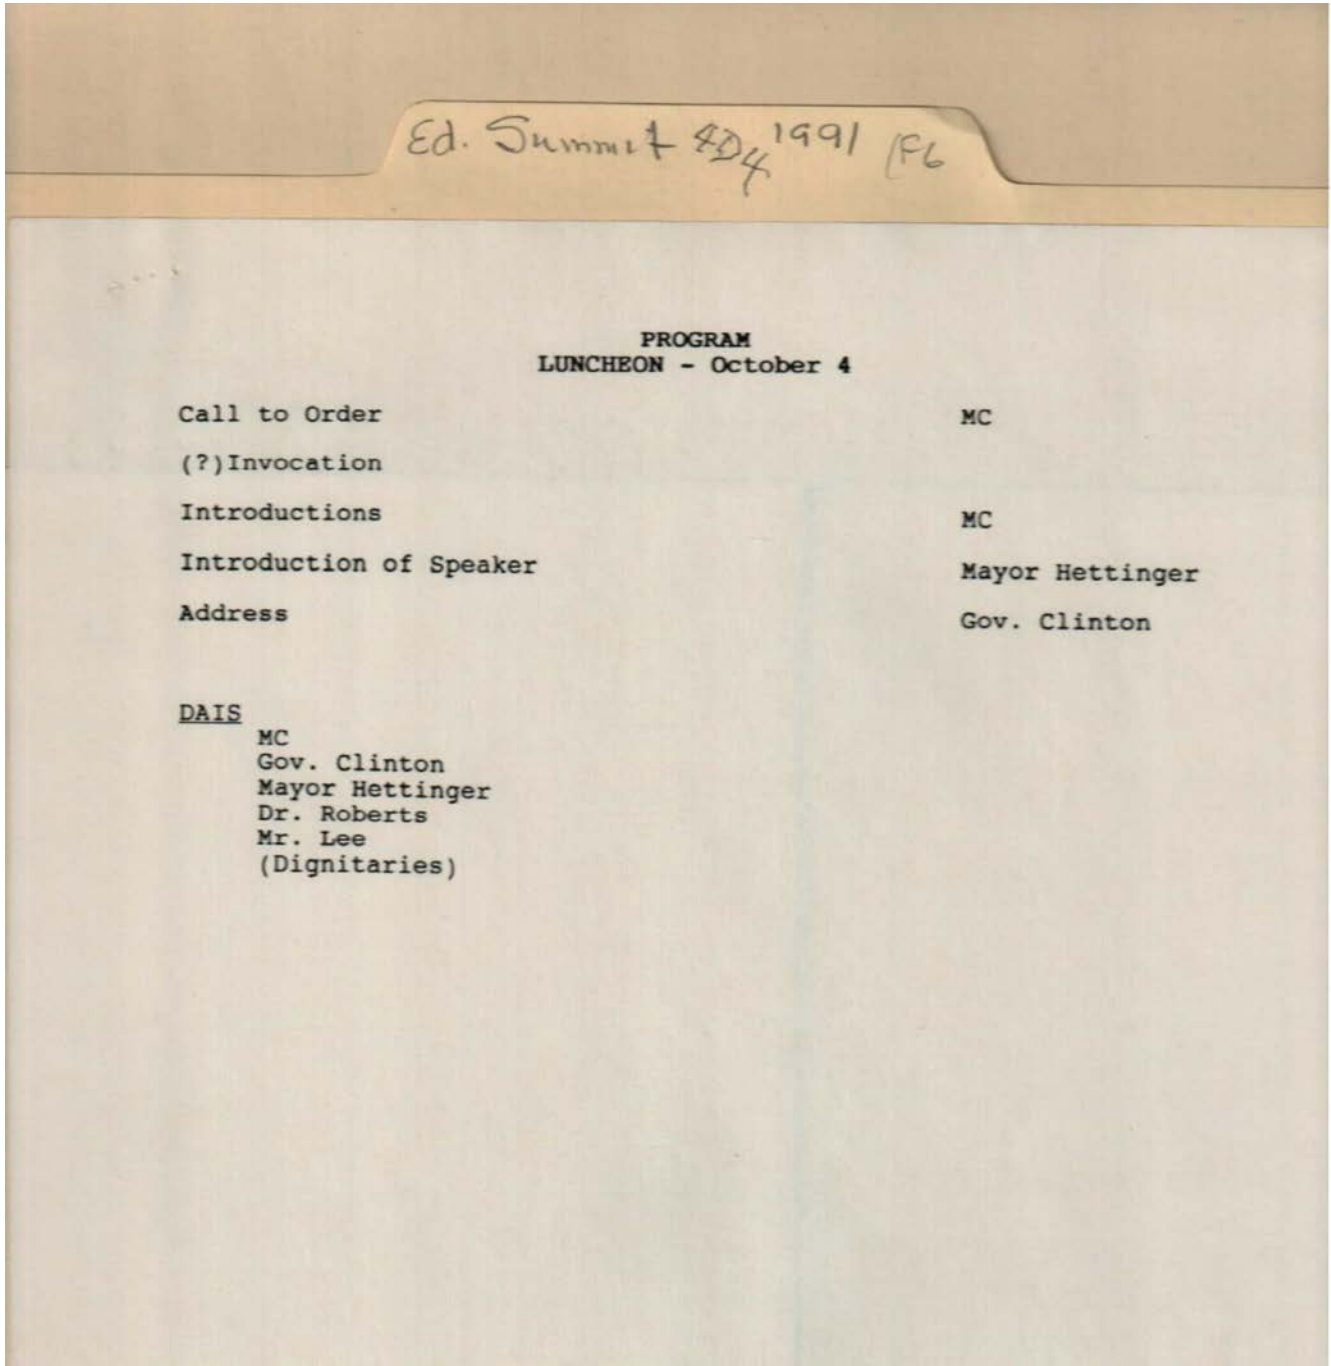 Ed. Summit 4D4 1991 /F6
PROGRAM
LUNCHEON - October 4
Call to Order MC
(?)Invocation
Introductions MC
Introduction of Speaker Mayor Hettinger
Address Gov. Clinton
DAIS
MC
Gov. Clinton
Mayor Hettinger
Dr. Roberts
Mr. Lee
(Dignitaries)